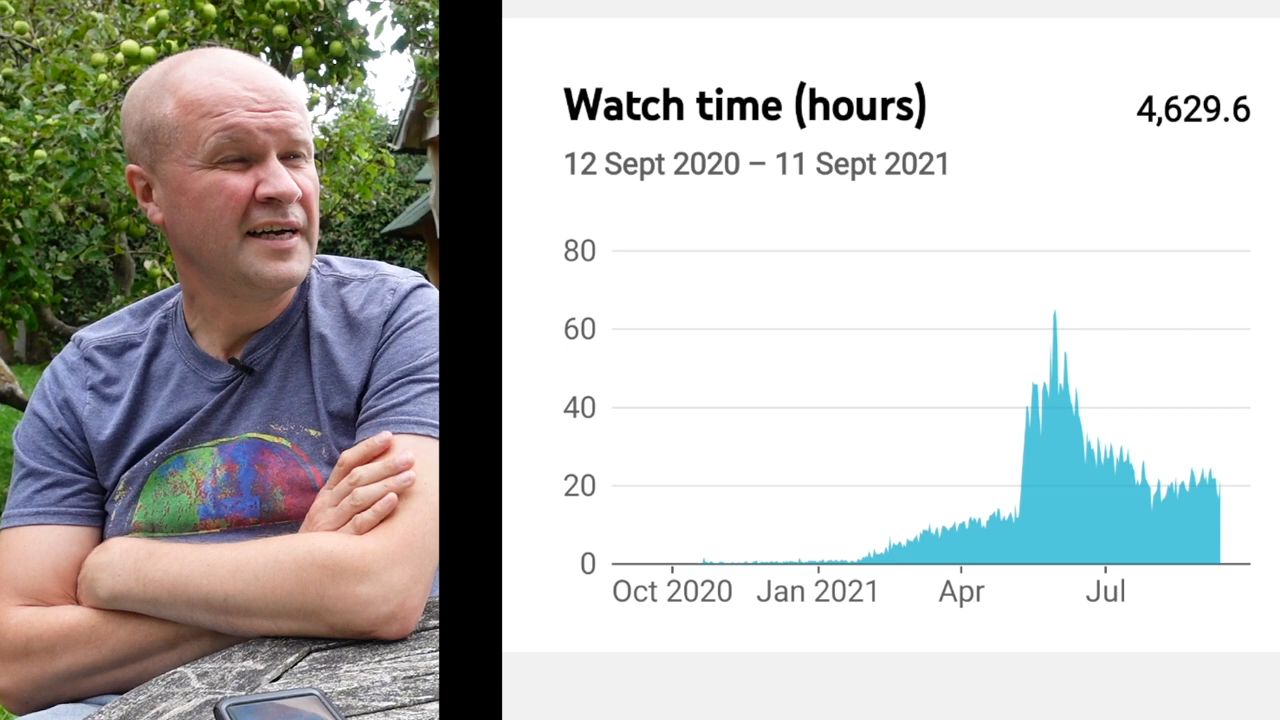 Watch time (hours) 4,629.6
12 Sept 2020 – 11 Sept 2021
80
60
40
20
0
Oct 2020 Jan 2021 Apr Jul